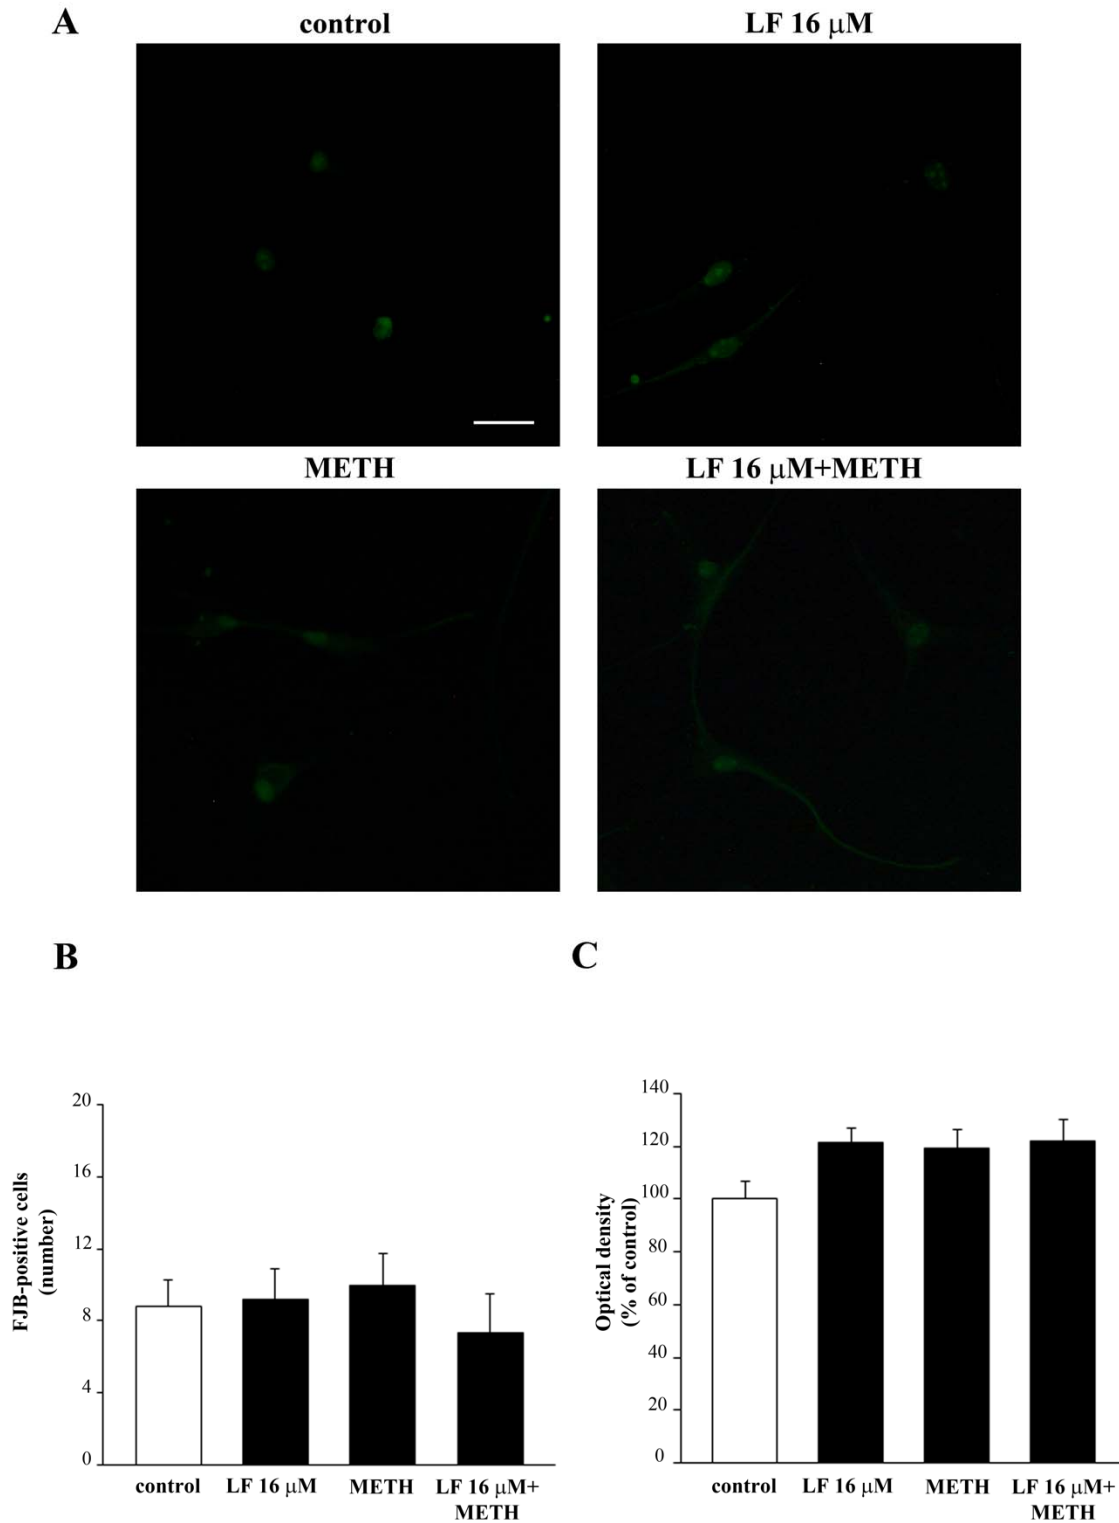 A
control
LF 16 μM
METH
LF 16 μM+METH
B
FJB-positive cells
(number)
20
16
12
8
4
0
control
LF 16 μM
METH
LF 16 μM+
METH
C
Optical density
(% of control)
140
120
100
80
60
40
20
0
control
LF 16 μM
METH
LF 16 μM+
METH